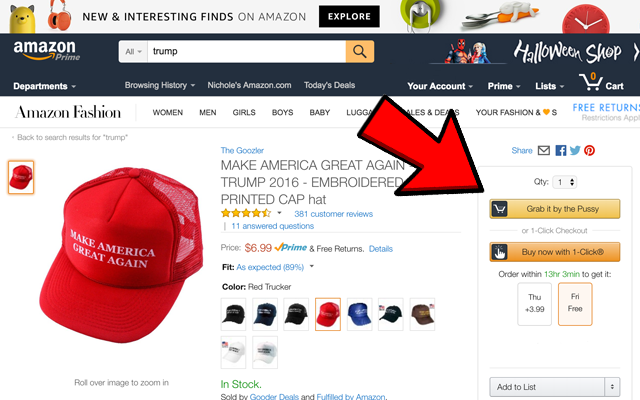 NEW & INTERESTING FINDS ON AMAZON EXPLORE
amazon Prime
All trump
Halloween Shop
Departments Browsing History Nichole's Amazon.com Today's Deals Your Account Prime Lists 0 Cart
Amazon Fashion WOMEN MEN GIRLS BOYS BABY LUGGA ALES & DEALS YOUR FASHION & S FREE RETURNS
Restrictions Appl
‹ Back to search results for "trump"
The Goozler
MAKE AMERICA GREAT AGAIN
TRUMP 2016 - EMBROIDERED
PRINTED CAP hat
381 customer reviews
| 11 answered questions
Price: $6.99 Prime & Free Returns. Details
Fit: As expected (89%)
Color: Red Trucker
MAKE AMERICA
GREAT AGAIN
Roll over image to zoom in
In Stock.
Sold by Gooder Deals and Fulfilled by Amazon.
Share
Qty: 1
Grab it by the Pussy
or 1-Click Checkout
Buy now with 1-Click®
Order within 13hr 3min to get it:
Thu
+3.99
Fri
Free
Add to List